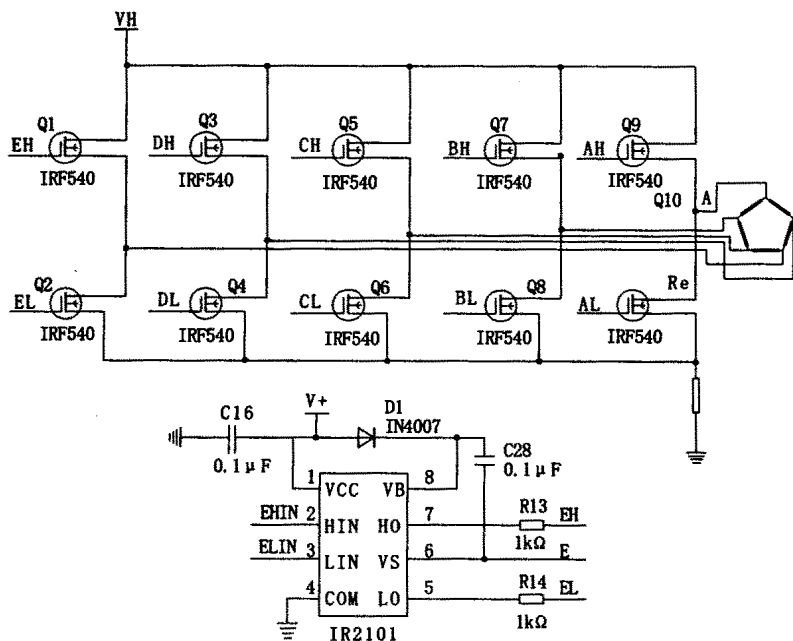 VH
Q1 Q3 Q5 Q7 Q9
EH DH CH BH AH
IRF540 IRF540 IRF540 IRF540 IRF540
Q10 A
Q2 Q4 Q6 Q8 Re
EL DL CL BL AL
IRF540 IRF540 IRF540 IRF540 IRF540
V+
C16 D1
IN4007
0.1μF
C28
0.1μF
1 VCC VB 8
EHIN 2 HIN HO 7 R13 EH
1kΩ
ELIN 3 LIN VS 6 E
4 COM LO 5 R14 EL
1kΩ
IR2101